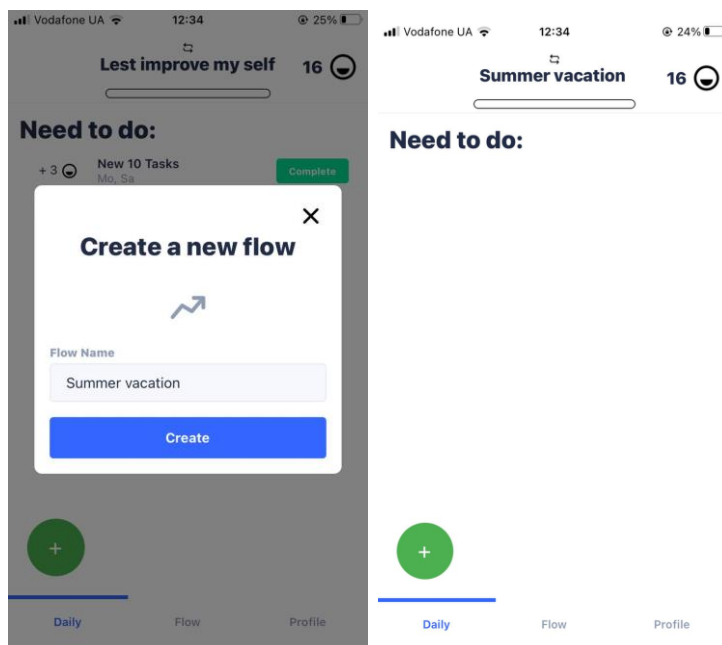 Vodafone UA 12:34 25%
Lest improve my self 16
Need to do:
+ 3 New 10 Tasks Complete
Mo, Sa
Create a new flow
Flow Name
Summer vacation
Create
+
Daily Flow Profile
Vodafone UA 12:34 24%
Summer vacation 16
Need to do:
+
Daily Flow Profile